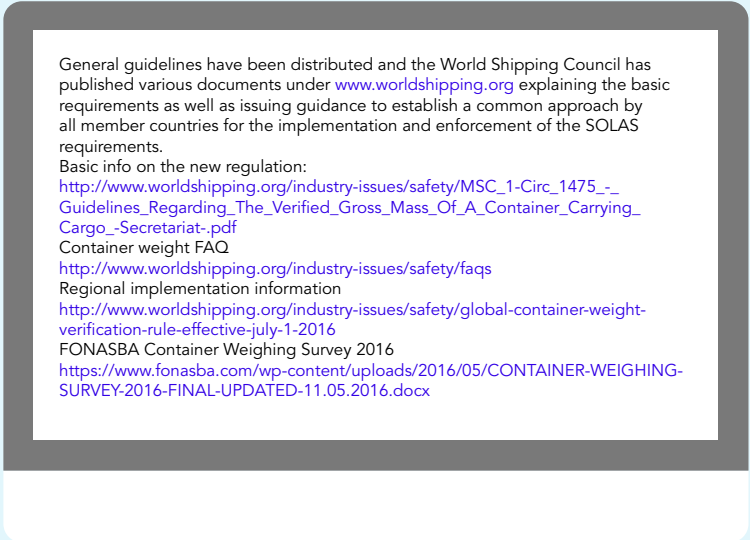 General guidelines have been distributed and the World Shipping Council has
published various documents under www.worldshipping.org explaining the basic
requirements as well as issuing guidance to establish a common approach by
all member countries for the implementation and enforcement of the SOLAS
requirements.
Basic info on the new regulation:
http://www.worldshipping.org/industry-issues/safety/MSC_1-Circ_1475_-_
Guidelines_Regarding_The_Verified_Gross_Mass_Of_A_Container_Carrying_
Cargo_-Secretariat-.pdf
Container weight FAQ
http://www.worldshipping.org/industry-issues/safety/faqs
Regional implementation information
http://www.worldshipping.org/industry-issues/safety/global-container-weight-
verification-rule-effective-july-1-2016
FONASBA Container Weighing Survey 2016
https://www.fonasba.com/wp-content/uploads/2016/05/CONTAINER-WEIGHING-
SURVEY-2016-FINAL-UPDATED-11.05.2016.docx